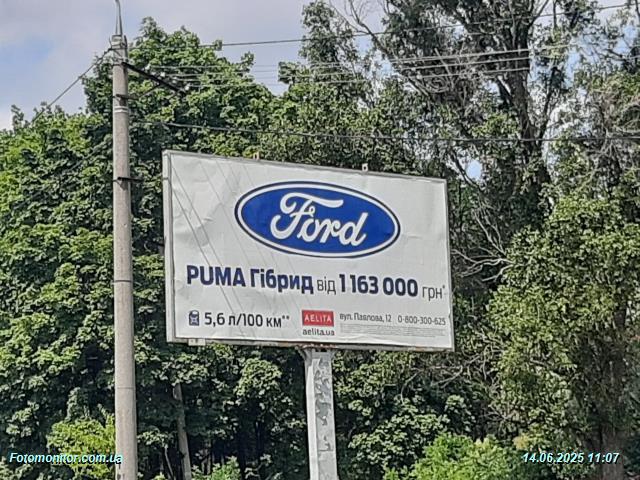 Ford
PUMA Гібрид від 1 163 000 грн*
5,6 л/100 км** AELITA вул. Павлова, 12 0-800-300-625
aelita.ua
Fotomonitor.com.ua 14.06.2025 11:07